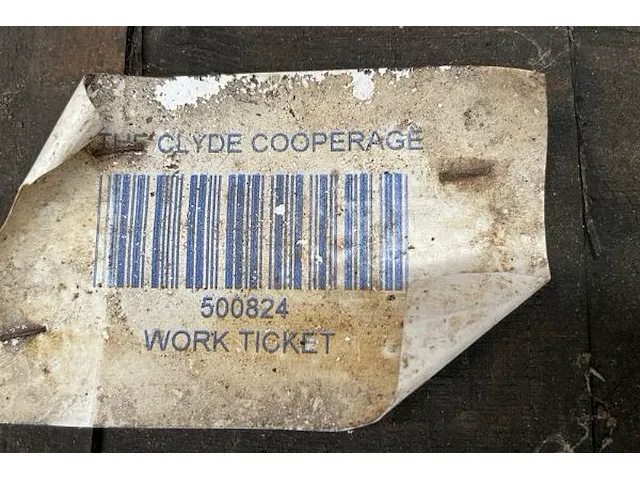 THE CLYDE COOPERAGE
500824
WORK TICKET